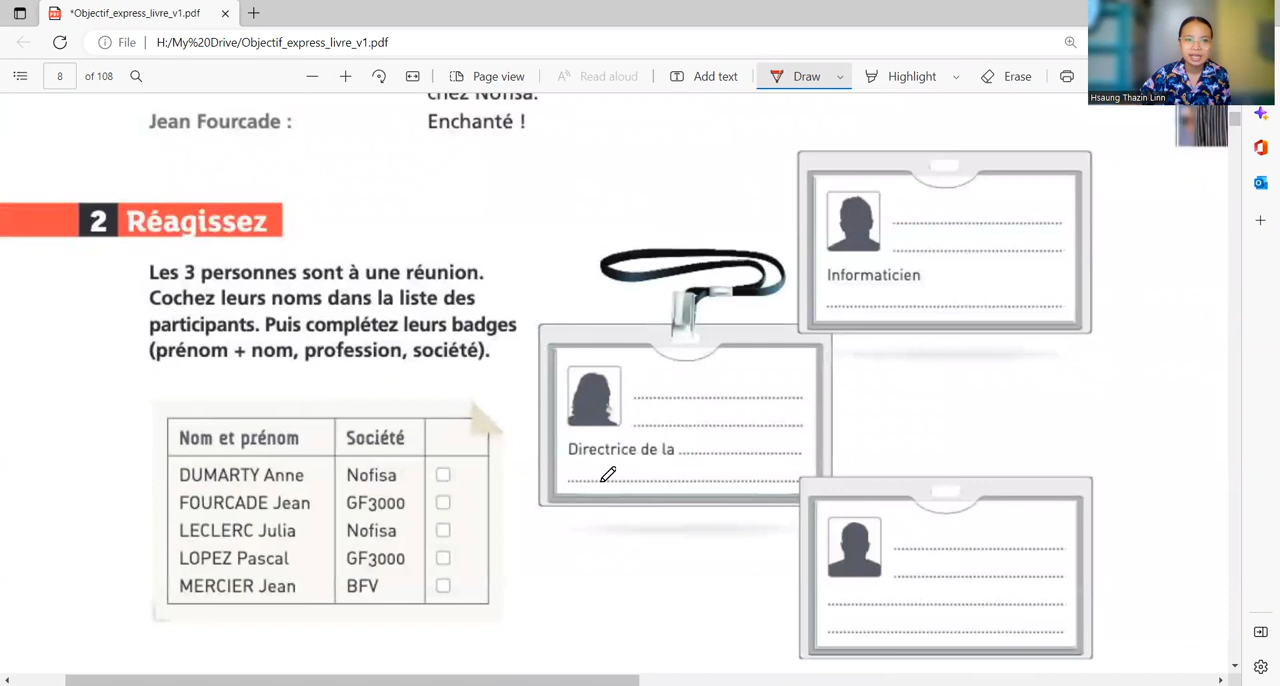 *Objectif_express_livre_v1.pdf
File H:/My%20Drive/Objectif_express_livre_v1.pdf
8 of 108 Page view Read aloud Add text Draw Highlight Erase
Hsaung Thazin Linn
chez Nofisa.
Jean Fourcade : Enchanté !
2 Réagissez
Les 3 personnes sont à une réunion.
Cochez leurs noms dans la liste des
participants. Puis complétez leurs badges
(prénom + nom, profession, société).
Nom et prénom Société
DUMARTY Anne Nofisa
FOURCADE Jean GF3000
LECLERC Julia Nofisa
LOPEZ Pascal GF3000
MERCIER Jean BFV
Informaticien
Directrice de la